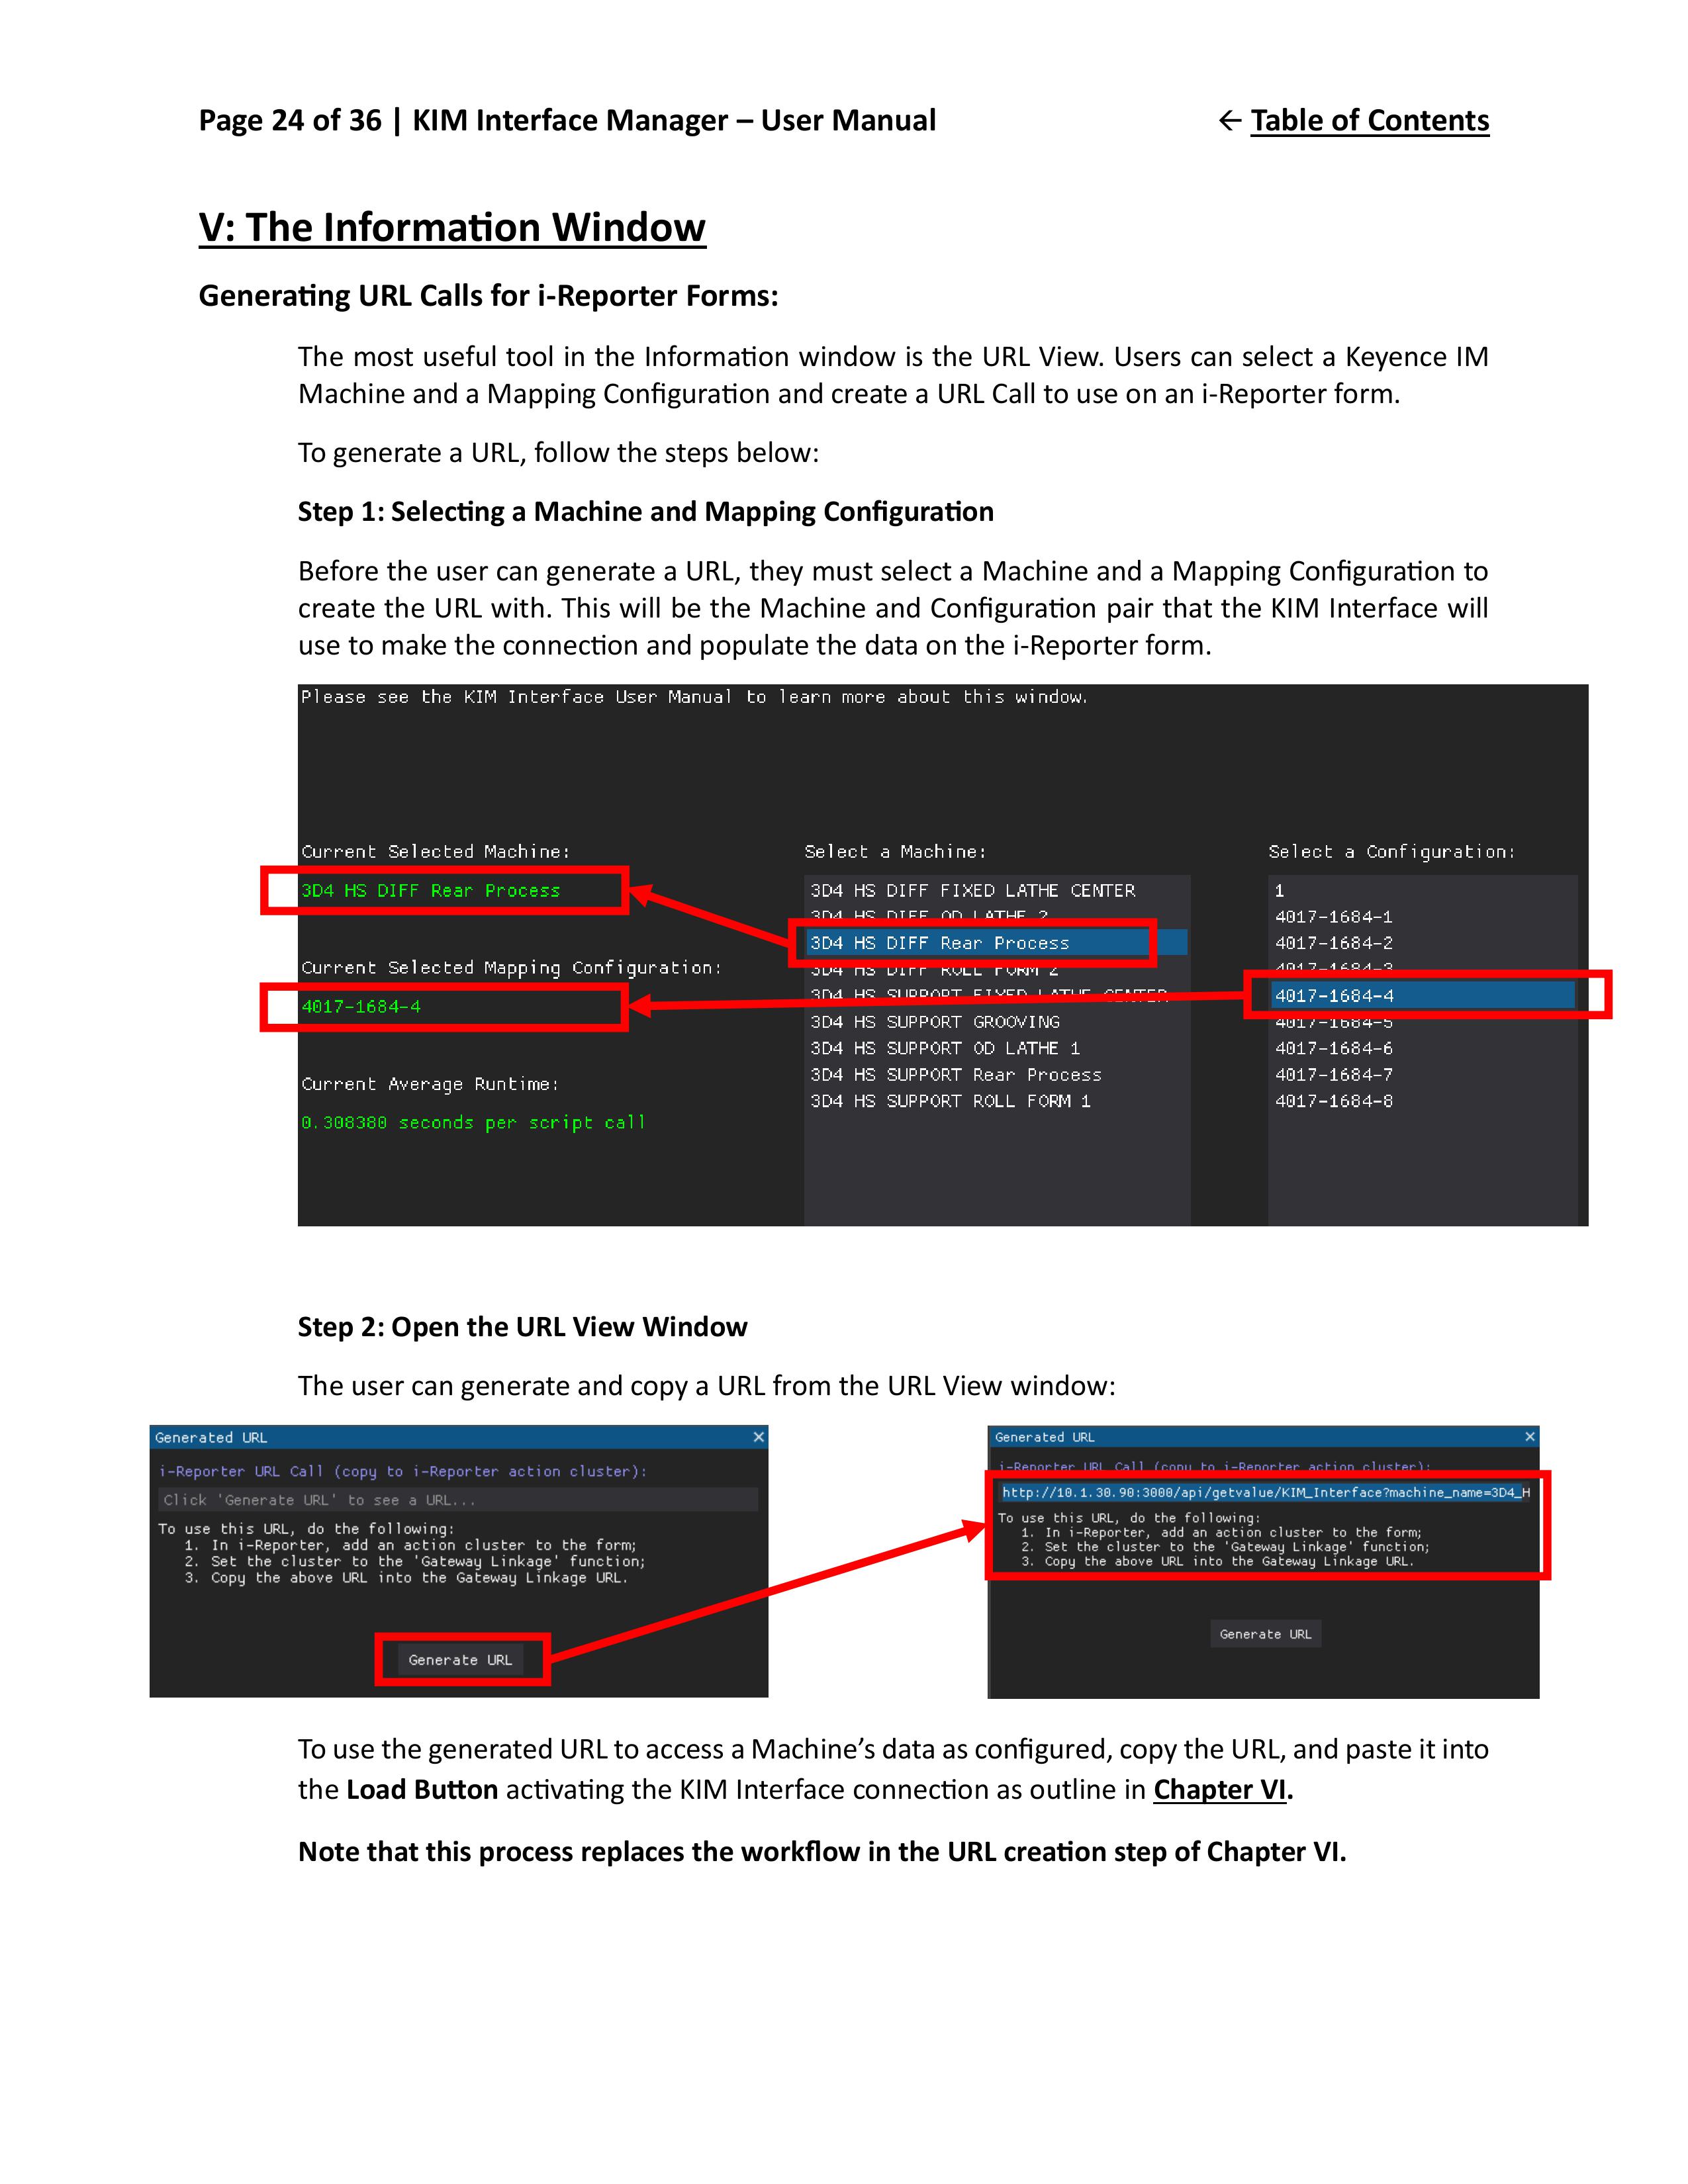 Page 24 of 36 | KIM Interface Manager – User Manual
← Table of Contents
V: The Information Window
Generating URL Calls for i-Reporter Forms:
The most useful tool in the Information window is the URL View. Users can select a Keyence IM
Machine and a Mapping Configuration and create a URL Call to use on an i-Reporter form.
To generate a URL, follow the steps below:
Step 1: Selecting a Machine and Mapping Configuration
Before the user can generate a URL, they must select a Machine and a Mapping Configuration to
create the URL with. This will be the Machine and Configuration pair that the KIM Interface will
use to make the connection and populate the data on the i-Reporter form.
Please see the KIM Interface User Manual to learn more about this window.
Current Selected Machine:
3D4 HS DIFF Rear Process
Current Selected Mapping Configuration:
4017-1684-4
Current Average Runtime:
0.308380 seconds per script call
Select a Machine:
3D4 HS DIFF FIXED LATHE CENTER
3D4 HS DIFF OD LATHE 2
3D4 HS DIFF Rear Process
3D4 HS DIFF ROLL FORM 2
3D4 HS SUPPORT FIXED LATHE CENTER
3D4 HS SUPPORT GROOVING
3D4 HS SUPPORT OD LATHE 1
3D4 HS SUPPORT Rear Process
3D4 HS SUPPORT ROLL FORM 1
Select a Configuration:
1
4017-1684-1
4017-1684-2
4017-1684-3
4017-1684-4
4017-1684-5
4017-1684-6
4017-1684-7
4017-1684-8
Step 2: Open the URL View Window
The user can generate and copy a URL from the URL View window:
Generated URL
i-Reporter URL Call (copy to i-Reporter action cluster):
Click 'Generate URL' to see a URL...
To use this URL, do the following:
1. In i-Reporter, add an action cluster to the form;
2. Set the cluster to the 'Gateway Linkage' function;
3. Copy the above URL into the Gateway Linkage URL.
Generate URL
Generated URL
i-Reporter URL Call (copy to i-Reporter action cluster):
http://10.1.30.90:3000/api/getvalue/KIM_Interface?machine_name=3D4_H
To use this URL, do the following:
1. In i-Reporter, add an action cluster to the form;
2. Set the cluster to the 'Gateway Linkage' function;
3. Copy the above URL into the Gateway Linkage URL.
Generate URL
To use the generated URL to access a Machine’s data as configured, copy the URL, and paste it into
the Load Button activating the KIM Interface connection as outline in Chapter VI.
Note that this process replaces the workflow in the URL creation step of Chapter VI.